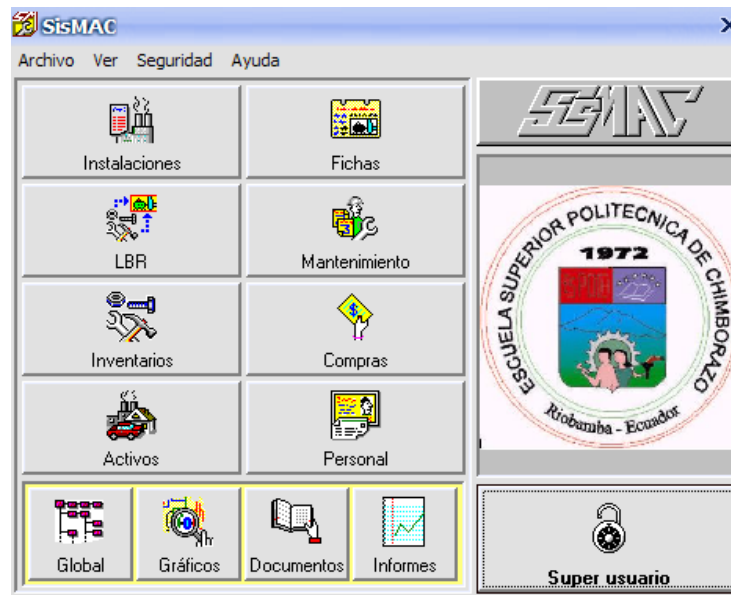 SisMAC
Archivo Ver Seguridad Ayuda
Instalaciones
Fichas
LBR
Mantenimiento
Inventarios
Compras
Activos
Personal
Global
Gráficos
Documentos
Informes
SisMAC
ESCUELA SUPERIOR POLITECNICA DE CHIMBORAZO
1972
Riobamba - Ecuador
Super usuario